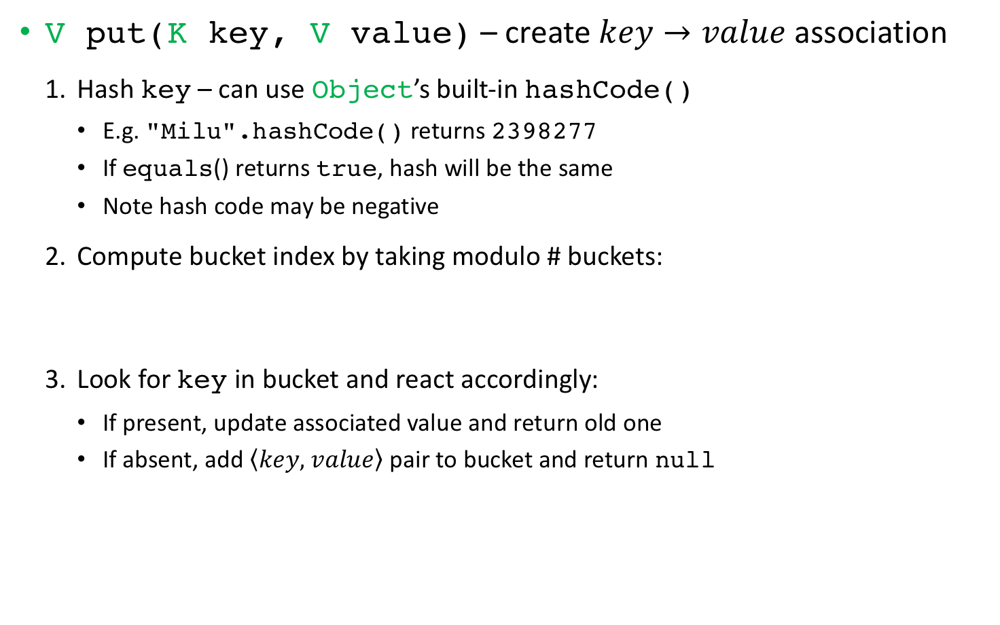 • V put(K key, V value) – create key → value association
1. Hash key – can use Object’s built-in hashCode()
• E.g. "Milu".hashCode() returns 2398277
• If equals() returns true, hash will be the same
• Note hash code may be negative
2. Compute bucket index by taking modulo # buckets:
3. Look for key in bucket and react accordingly:
• If present, update associated value and return old one
• If absent, add ⟨key, value⟩ pair to bucket and return null